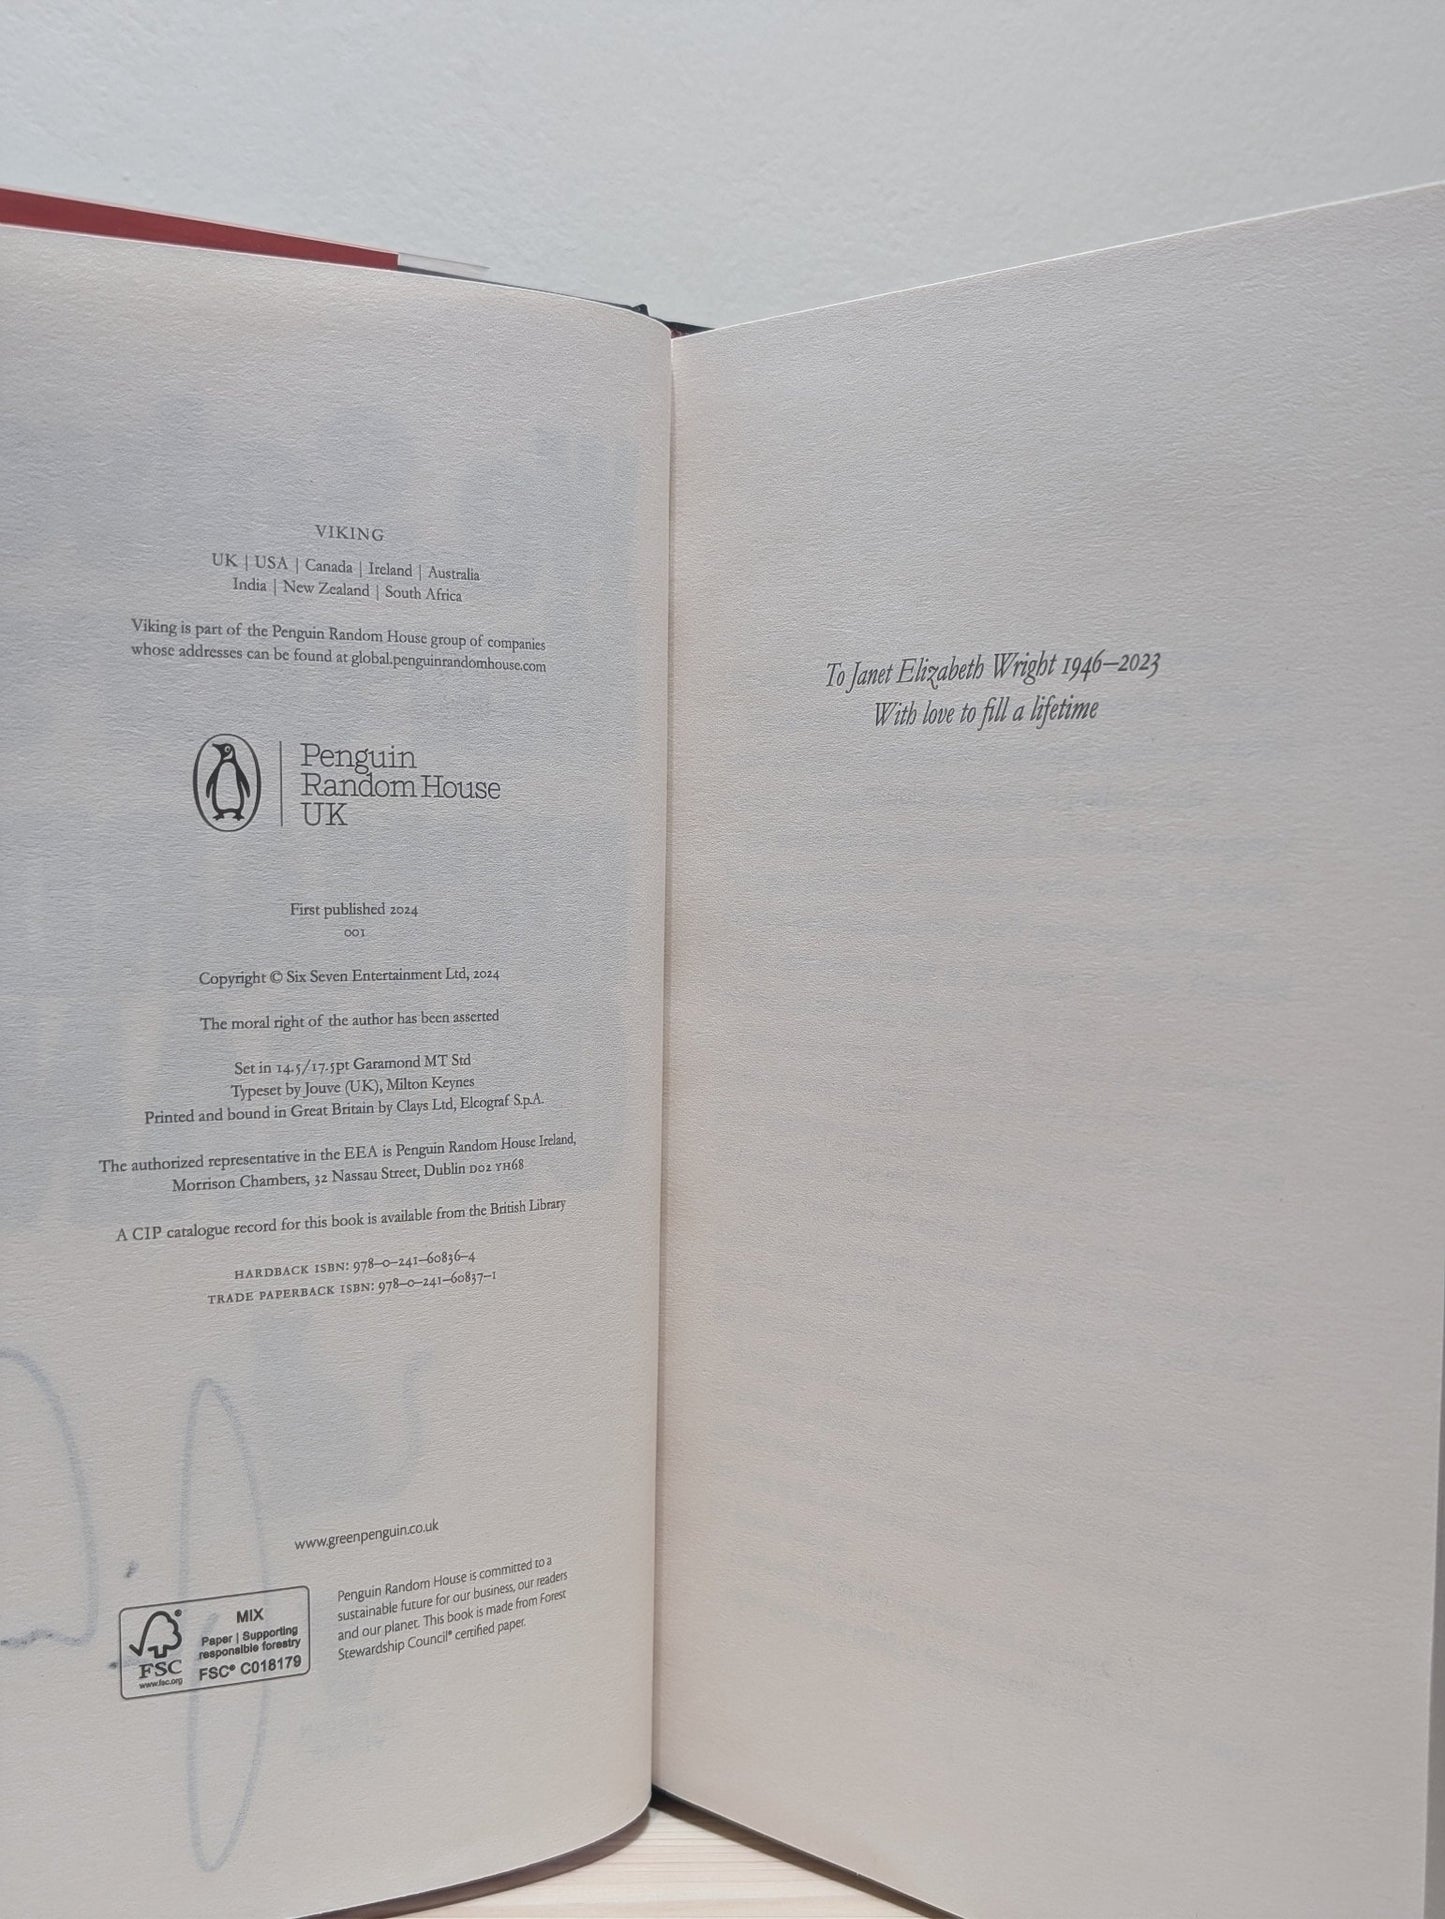 VIKING
UK | USA | Canada | Ireland | Australia
India | New Zealand | South Africa
Viking is part of the Penguin Random House group of companies
whose addresses can be found at global.penguinrandomhouse.com
Penguin
Random House
UK
First published 2024
001
Copyright © Six Seven Entertainment Ltd, 2024
The moral right of the author has been asserted
Set in 14.5/17.5pt Garamond MT Std
Typeset by Jouve (UK), Milton Keynes
Printed and bound in Great Britain by Clays Ltd, Elcograf S.p.A.
The authorized representative in the EEA is Penguin Random House Ireland,
Morrison Chambers, 32 Nassau Street, Dublin D02 YH68
A CIP catalogue record for this book is available from the British Library
HARDBACK ISBN: 978–0–241–60836–4
TRADE PAPERBACK ISBN: 978–0–241–60837–1
www.greenpenguin.co.uk
MIX
Paper | Supporting
responsible forestry
FSC® C018179
FSC
www.fsc.org
Penguin Random House is committed to a
sustainable future for our business, our readers
and our planet. This book is made from Forest
Stewardship Council® certified paper.
To Janet Elizabeth Wright 1946–2023
With love to fill a lifetime